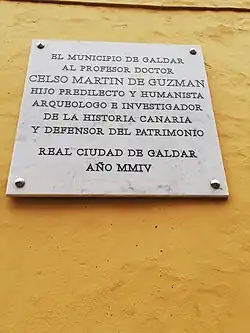 EL MUNICIPIO DE GALDAR
AL PROFESOR DOCTOR
CELSO MARTIN DE GUZMAN
HIJO PREDILECTO Y HUMANISTA
ARQUEOLOGO E INVESTIGADOR
DE LA HISTORIA CANARIA
Y DEFENSOR DEL PATRIMONIO
REAL CIUDAD DE GALDAR
AÑO MMIV